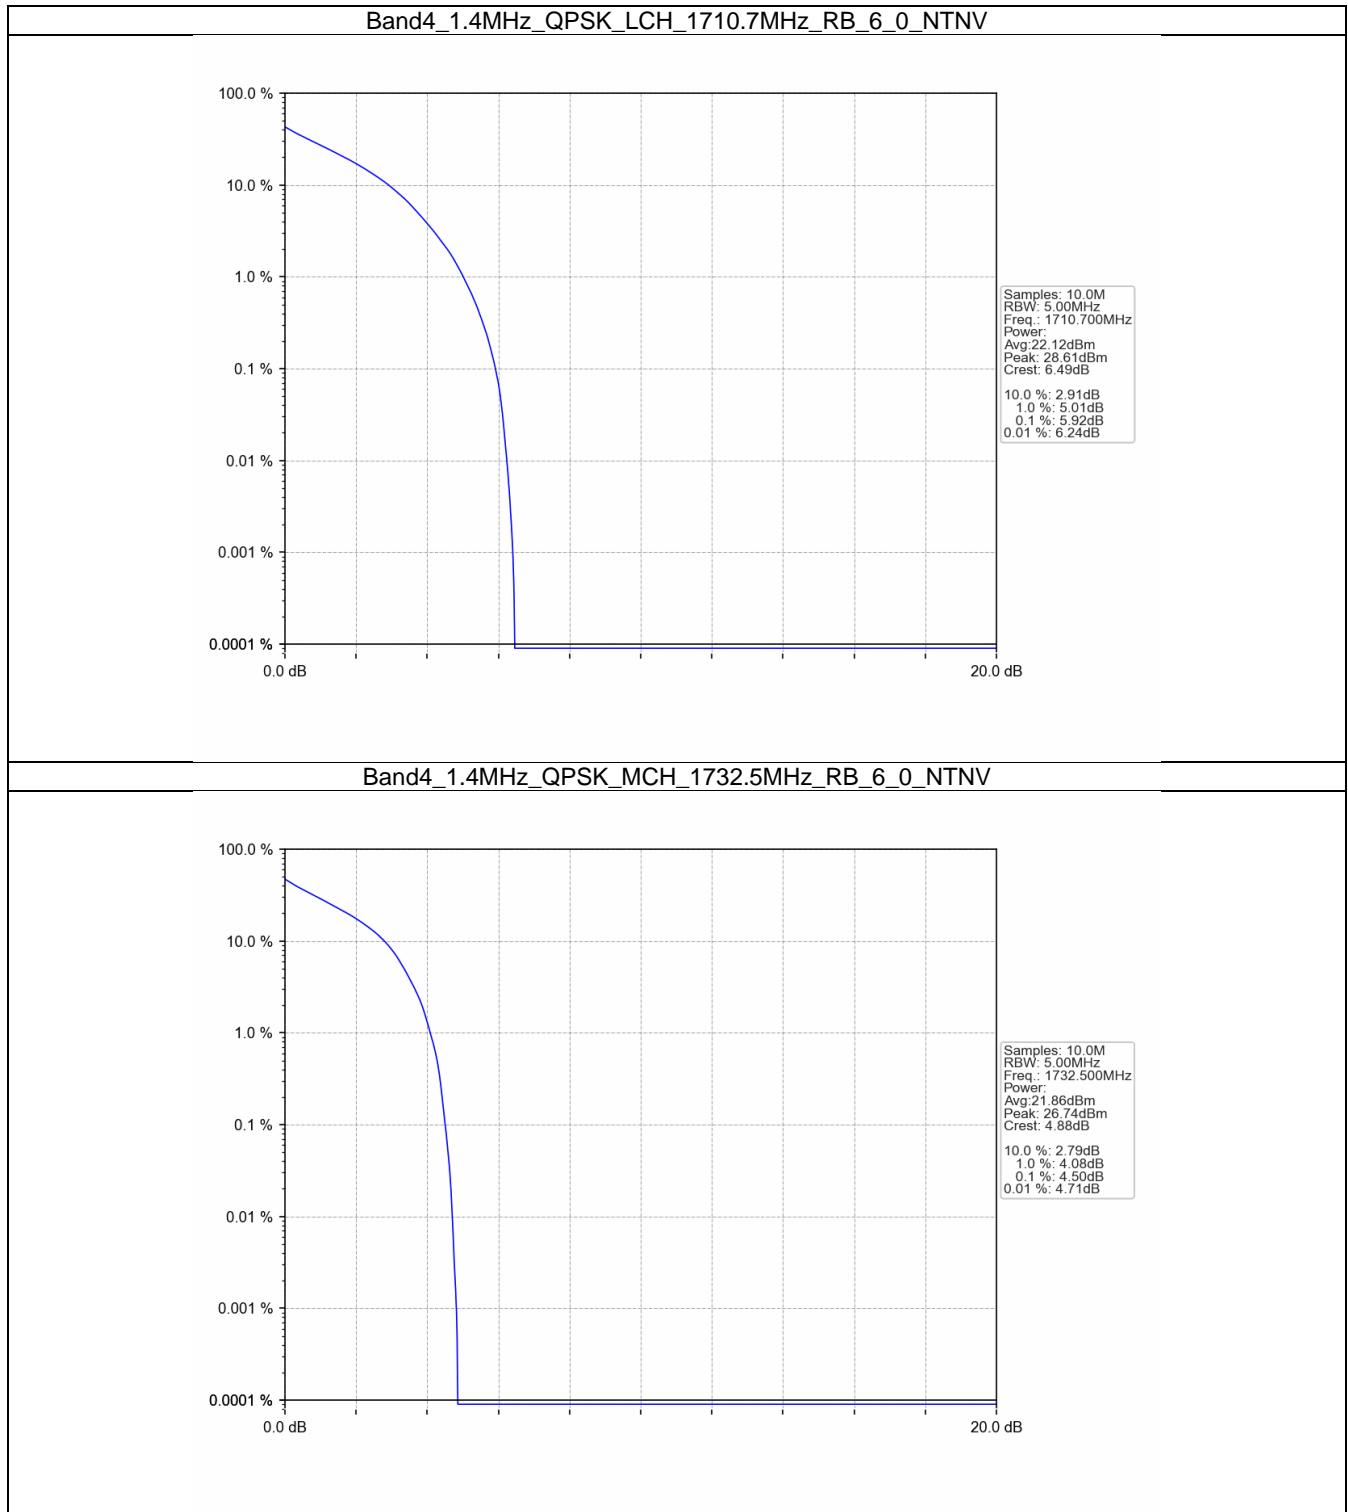 Band4_1.4MHz_QPSK_LCH_1710.7MHz_RB_6_0_NTNV
100.0 %
10.0 %
1.0 %
0.1 %
0.01 %
0.001 %
0.0001 %
0.0 dB
20.0 dB
Samples: 10.0M
RBW: 5.00MHz
Freq.: 1710.700MHz
Power:
Avg:22.12dBm
Peak: 28.61dBm
Crest: 6.49dB
10.0 %: 2.91dB
1.0 %: 5.01dB
0.1 %: 5.92dB
0.01 %: 6.24dB
Band4_1.4MHz_QPSK_MCH_1732.5MHz_RB_6_0_NTNV
100.0 %
10.0 %
1.0 %
0.1 %
0.01 %
0.001 %
0.0001 %
0.0 dB
20.0 dB
Samples: 10.0M
RBW: 5.00MHz
Freq.: 1732.500MHz
Power:
Avg:21.86dBm
Peak: 26.74dBm
Crest: 4.88dB
10.0 %: 2.79dB
1.0 %: 4.08dB
0.1 %: 4.50dB
0.01 %: 4.71dB